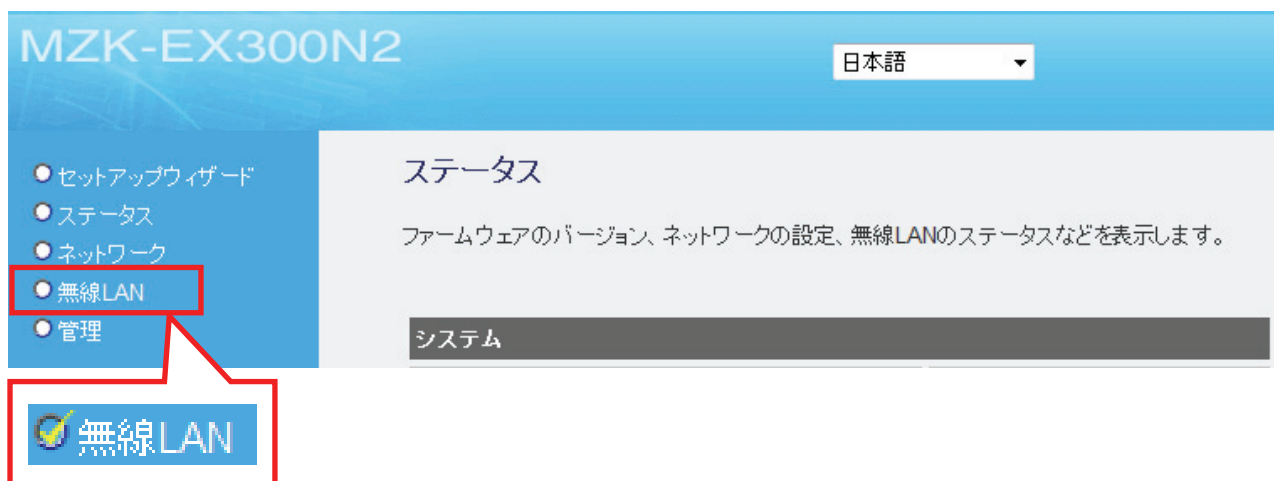 MZK-EX300N2
日本語
セットアップウィザード
ステータス
ネットワーク
無線LAN
管理
ステータス
ファームウェアのバージョン、ネットワークの設定、無線LANのステータスなどを表示します。
システム
無線LAN